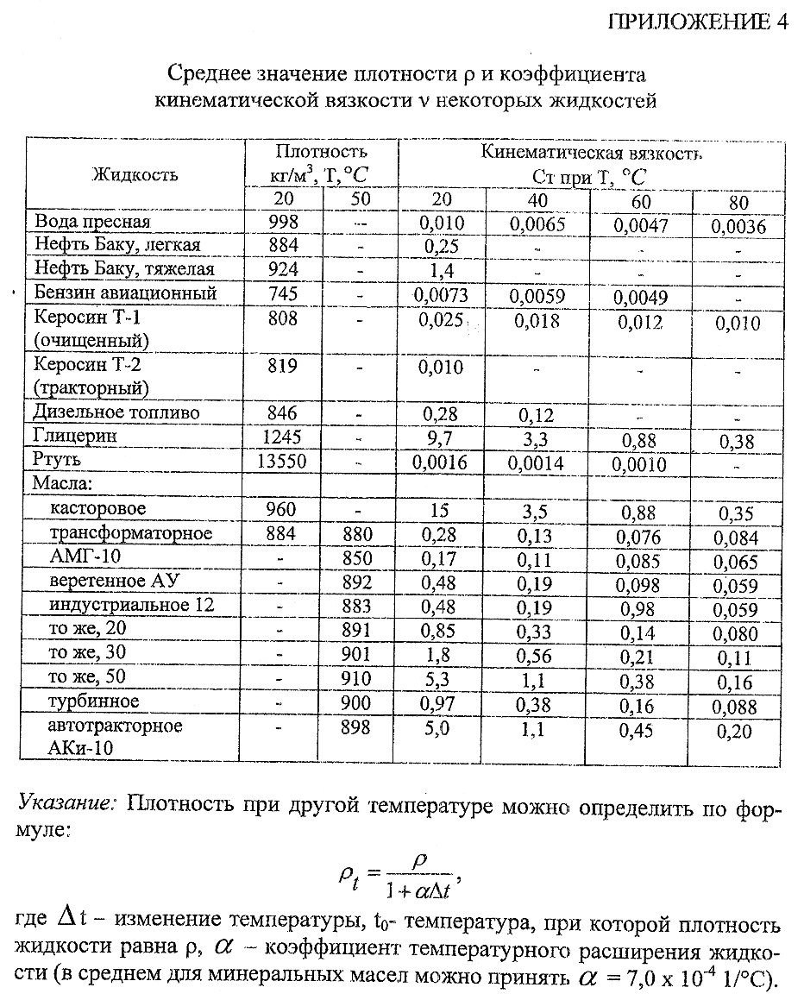 ПРИЛОЖЕНИЕ 4
Среднее значение плотности ρ и коэффициента
кинематической вязкости ν некоторых жидкостей
Жидкость | Плотность кг/м³, T,°C | Кинематическая вязкость Ст при T, °C
20 | 50 | 20 | 40 | 60 | 80
Вода пресная | 998 | - | 0,010 | 0,0065 | 0,0047 | 0,0036
Нефть Баку, легкая | 884 | - | 0,25 | - | - | -
Нефть Баку, тяжелая | 924 | - | 1,4 | - | - | -
Бензин авиационный | 745 | - | 0,0073 | 0,0059 | 0,0049 | -
Керосин Т-1 | 808 | - | 0,025 | 0,018 | 0,012 | 0,010
(очищенный)
Керосин Т-2 | 819 | - | 0,010 | - | - | -
(тракторный)
Дизельное топливо | 846 | - | 0,28 | 0,12 | - | -
Глицерин | 1245 | - | 9,7 | 3,3 | 0,88 | 0,38
Ртуть | 13550 | - | 0,0016 | 0,0014 | 0,0010 | -
Масла:
касторовое | 960 | - | 15 | 3,5 | 0,88 | 0,35
трансформаторное | 884 | 880 | 0,28 | 0,13 | 0,076 | 0,084
АМГ-10 | - | 850 | 0,17 | 0,11 | 0,085 | 0,065
веретенное АУ | - | 892 | 0,48 | 0,19 | 0,098 | 0,059
индустриальное 12 | - | 883 | 0,48 | 0,19 | 0,98 | 0,059
то же, 20 | - | 891 | 0,85 | 0,33 | 0,14 | 0,080
то же, 30 | - | 901 | 1,8 | 0,56 | 0,21 | 0,11
то же, 50 | - | 910 | 5,3 | 1,1 | 0,38 | 0,16
турбинное | - | 900 | 0,97 | 0,38 | 0,16 | 0,088
автотракторное | - | 898 | 5,0 | 1,1 | 0,45 | 0,20
АКи-10
Указание: Плотность при другой температуре можно определить по фор-
муле:
ρt = ρ / (1 + αΔt),
где Δt – изменение температуры, t₀- температура, при которой плотность
жидкости равна ρ, α – коэффициент температурного расширения жидко-
сти (в среднем для минеральных масел можно принять α = 7,0 x 10⁻⁴ 1/°C).